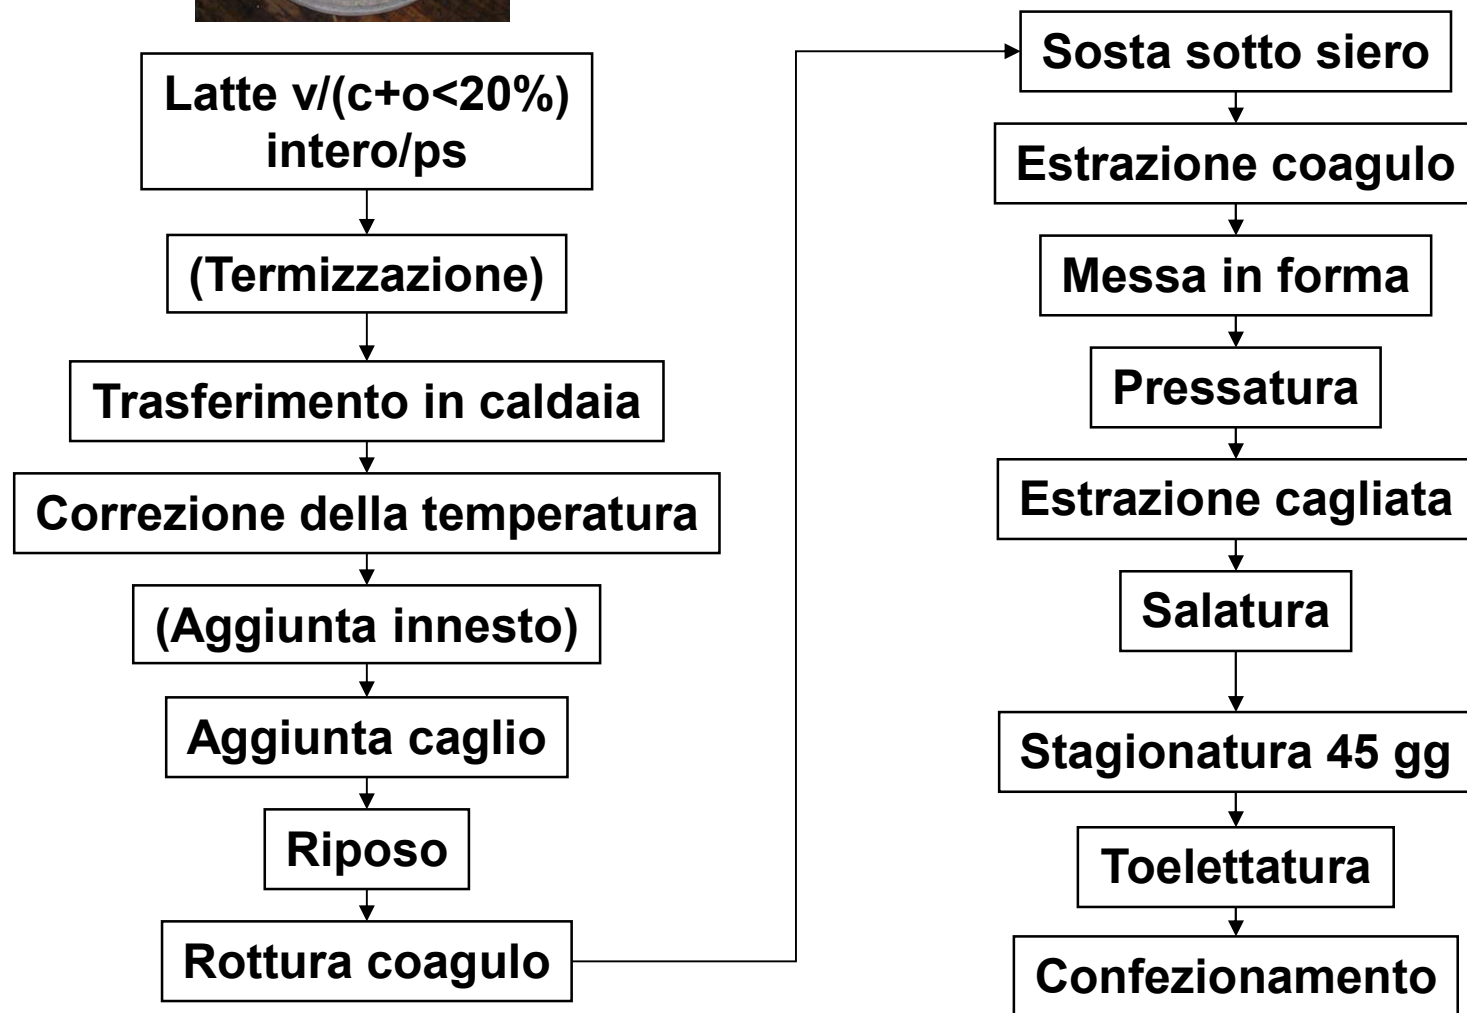 Latte v/(c+o<20%)
intero/ps
(Termizzazione)
Trasferimento in caldaia
Correzione della temperatura
(Aggiunta innesto)
Aggiunta caglio
Riposo
Rottura coagulo
Sosta sotto siero
Estrazione coagulo
Messa in forma
Pressatura
Estrazione cagliata
Salatura
Stagionatura 45 gg
Toelettatura
Confezionamento